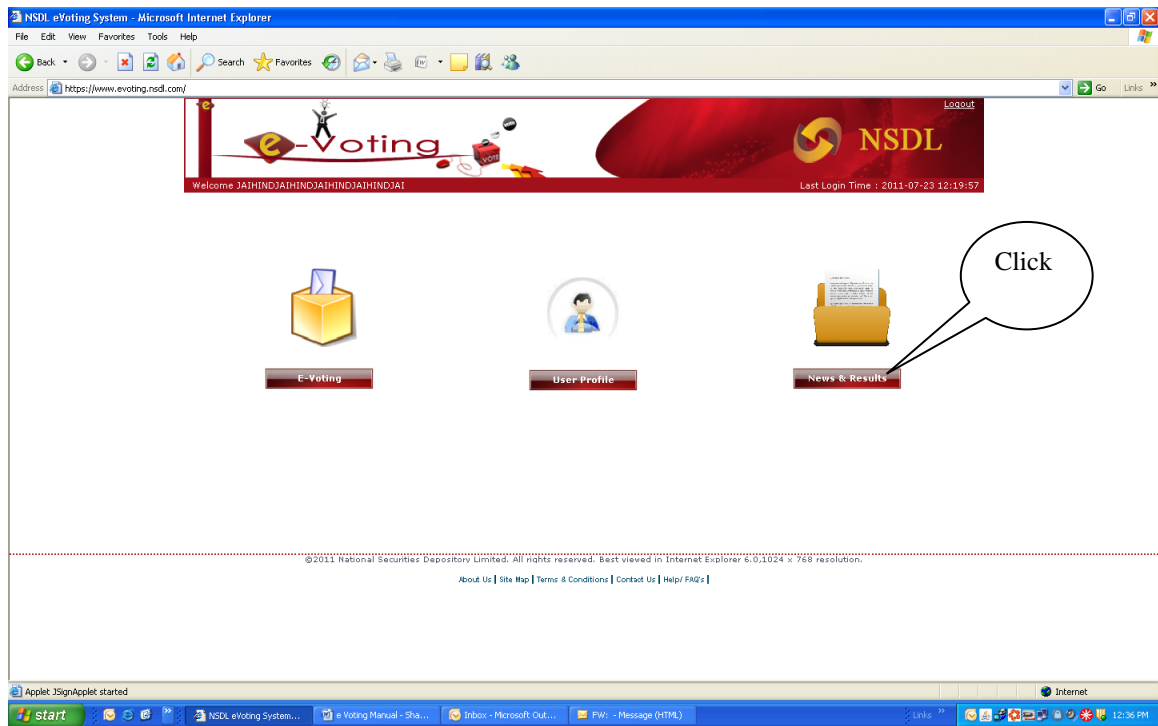 NSDL eVoting System - Microsoft Internet Explorer
File Edit View Favorites Tools Help
Back Search Favorites
Address https://www.evoting.nsdl.com/ Go Links »
Logout
e-Voting
vote
VOTE
NSDL
Welcome JAIHINDJAIHINDJAIHINDJAIHINDJAI Last Login Time : 2011-07-23 12:19:57
Click
E-Voting User Profile News & Results
©2011 National Securities Depository Limited. All rights reserved. Best viewed in Internet Explorer 6.0,1024 x 768 resolution.
About Us | Site Map | Terms & Conditions | Contact Us | Help/ FAQ's |
Applet JSignApplet started Internet
start NSDL eVoting System... e Voting Manual - Sha... Inbox - Microsoft Out... FW: - Message (HTML) Links » 12:36 PM